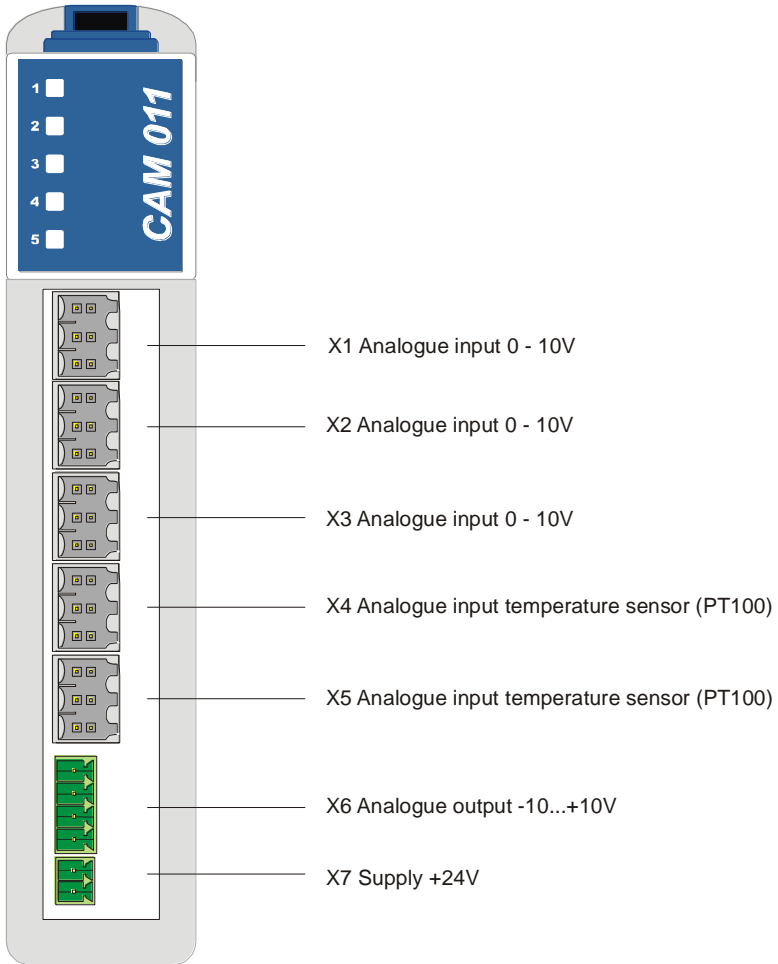 1
2
3
4
5
CAM 011
X1 Analogue input 0 - 10V
X2 Analogue input 0 - 10V
X3 Analogue input 0 - 10V
X4 Analogue input temperature sensor (PT100)
X5 Analogue input temperature sensor (PT100)
X6 Analogue output -10...+10V
X7 Supply +24V